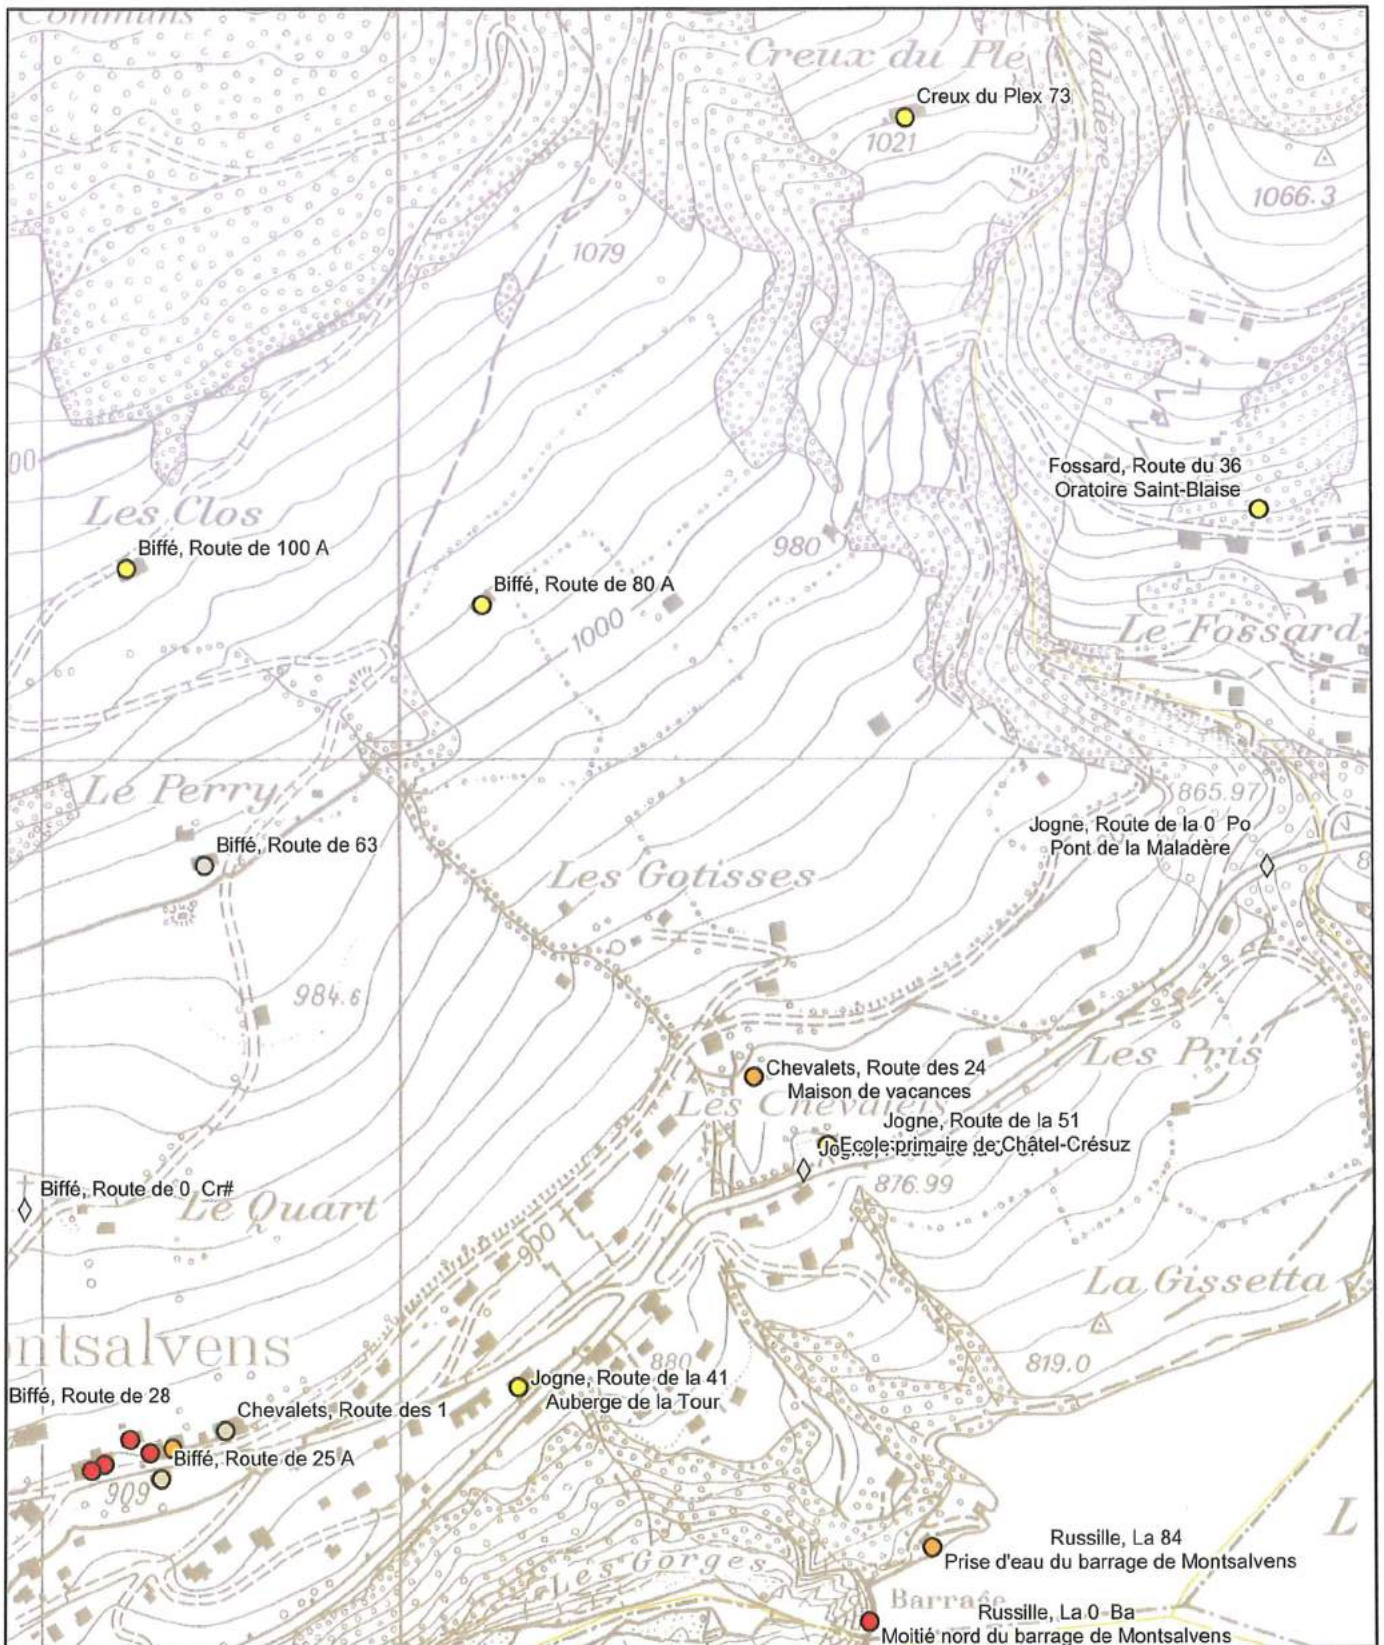 Communs
Creux du Plé
Maladère
Creux du Plex 73
1021
1066.3
1079
00
Fossard, Route du 36
Oratoire Saint-Blaise
Les Clos
980
Biffé, Route de 100 A
Biffé, Route de 80 A
1000
Le Fossard
Le Perry
865.97
Jogne, Route de la 0 Po
Pont de la Maladère
8
Biffé, Route de 63
Les Gotisses
984.6
Les Pris
Chevalets, Route des 24
Maison de vacances
Les Chevalets
Jogne, Route de la 51
Ecole primaire de Châtel-Crésuz
876.99
Biffé, Route de 0 Cr#
Le Quart
900
La Gissetta
ntsalvens
880
819.0
Biffé, Route de 28
Jogne, Route de la 41
Auberge de la Tour
Chevalets, Route des 1
Biffé, Route de 25 A
909
L
Russille, La 84
Prise d'eau du barrage de Montsalvens
Les Gorges
Barrage
Russille, La 0 Ba
Moitié nord du barrage de Montsalvens